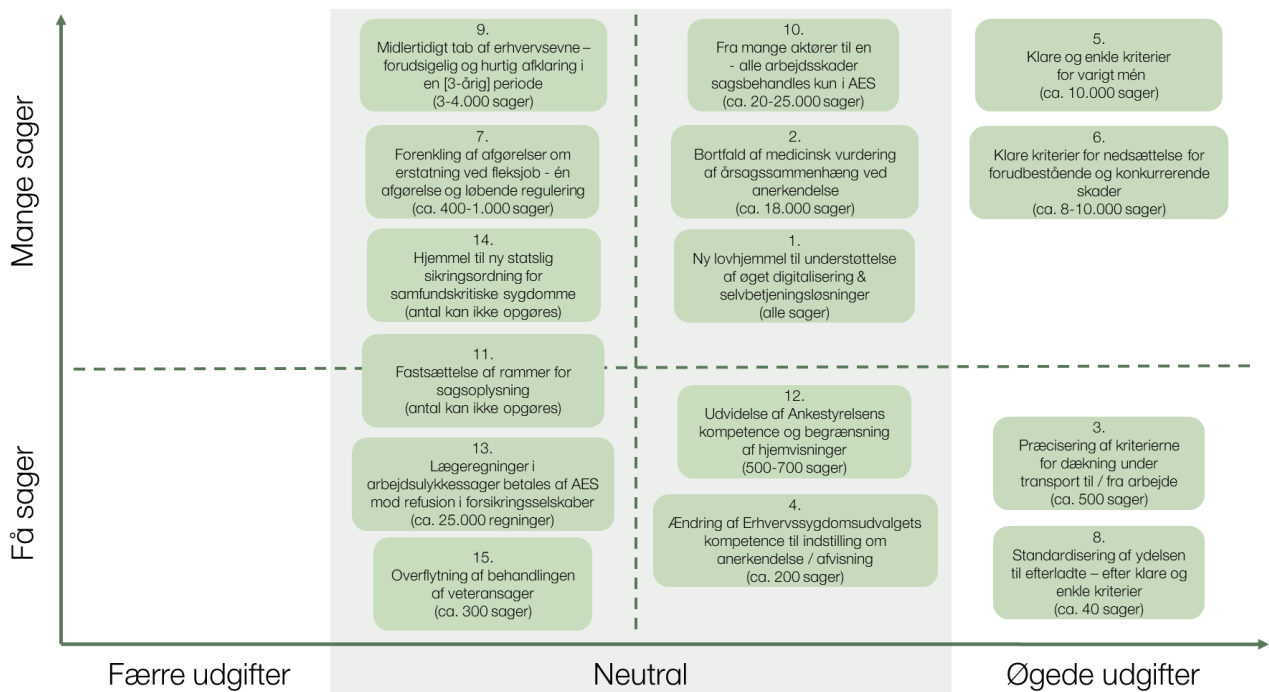 Mange sager
Få sager
9.
Midlertidigt tab af erhvervsevne –
forudsigelig og hurtig afklaring i
en [3-årig] periode
(3-4.000 sager)
7.
Forenkling af afgørelser om
erstatning ved fleksjob - én
afgørelse og løbende regulering
(ca. 400-1.000 sager)
14.
Hjemmel til ny statslig
sikringsordning for
samfundskritiske sygdomme
(antal kan ikke opgøres)
11.
Fastsættelse af rammer for
sagsoplysning
(antal kan ikke opgøres)
13.
Lægeregninger i
arbejdsulykkessager betales af AES
mod refusion i forsikringsselskaber
(ca. 25.000 regninger)
15.
Overflytning af behandlingen
af veteransager
(ca. 300 sager)
10.
Fra mange aktører til en
- alle arbejdsskader
sagsbehandles kun i AES
(ca. 20-25.000 sager)
2.
Bortfald af medicinsk vurdering
af årsagssammenhæng ved
anerkendelse
(ca. 18.000 sager)
1.
Ny lovhjemmel til understøttelse
af øget digitalisering &
selvbetjeningsløsninger
(alle sager)
12.
Udvidelse af Ankestyrelsens
kompetence og begrænsning
af hjemvisninger
(500-700 sager)
4.
Ændring af Erhvervssygdomsudvalgets
kompetence til indstilling om
anerkendelse / afvisning
(ca. 200 sager)
5.
Klare og enkle kriterier
for varigt mén
(ca. 10.000 sager)
6.
Klare kriterier for nedsættelse for
forudbestående og konkurrerende
skader
(ca. 8-10.000 sager)
3.
Præcisering af kriterierne
for dækning under
transport til / fra arbejde
(ca. 500 sager)
8.
Standardisering af ydelsen
til efterladte – efter klare og
enkle kriterier
(ca. 40 sager)
Færre udgifter
Neutral
Øgede udgifter